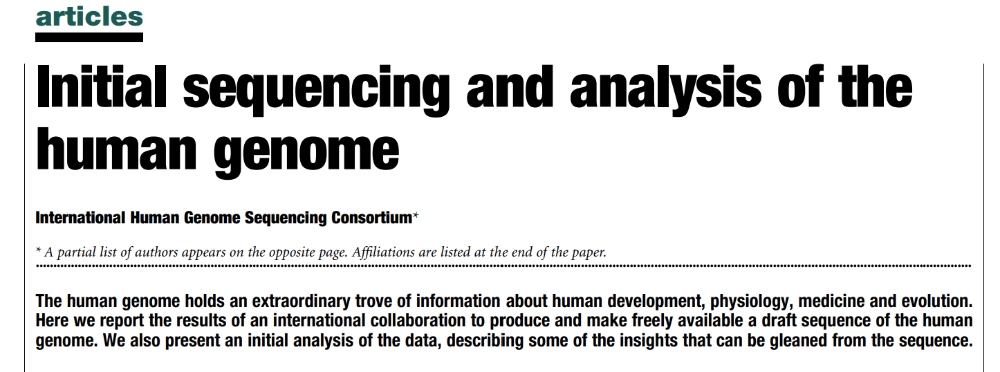 articles
Initial sequencing and analysis of the
human genome
International Human Genome Sequencing Consortium*
* A partial list of authors appears on the opposite page. Affiliations are listed at the end of the paper.
The human genome holds an extraordinary trove of information about human development, physiology, medicine and evolution.
Here we report the results of an international collaboration to produce and make freely available a draft sequence of the human
genome. We also present an initial analysis of the data, describing some of the insights that can be gleaned from the sequence.